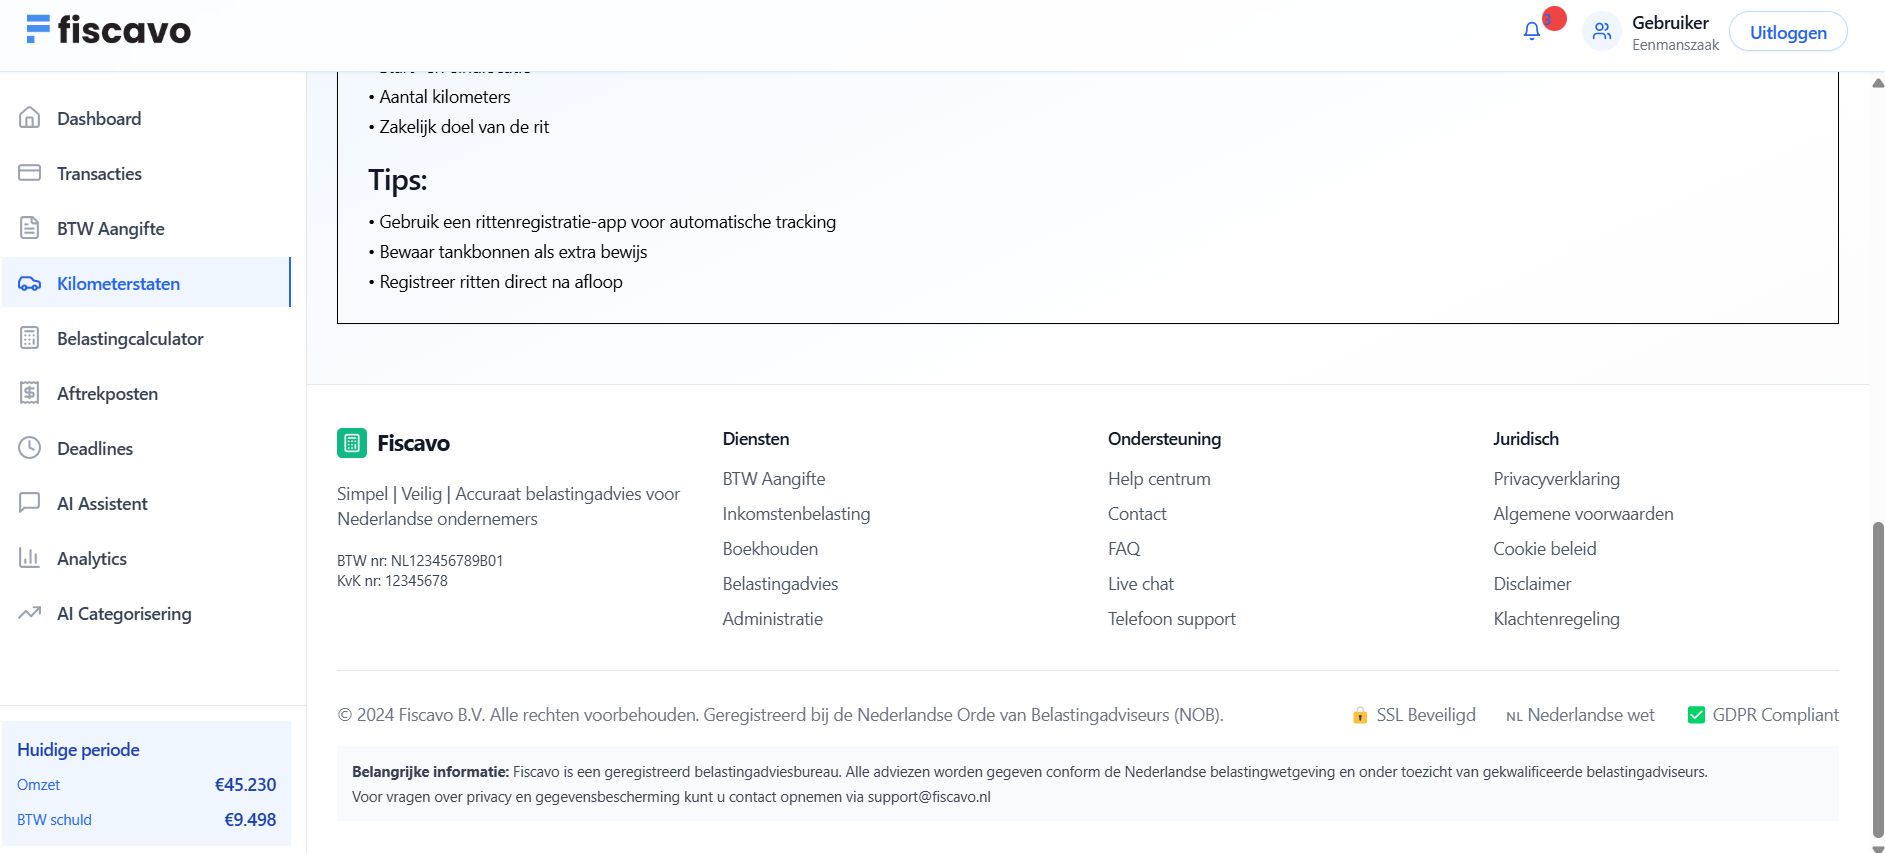 fiscavo
3
Gebruiker
Eenmanszaak
Uitloggen
Dashboard
Transacties
BTW Aangifte
Kilometerstaten
Belastingcalculator
Aftrekposten
Deadlines
AI Assistent
Analytics
AI Categorisering
Huidige periode
Omzet €45.230
BTW schuld €9.498
• Aantal kilometers
• Zakelijk doel van de rit
Tips:
• Gebruik een rittenregistratie-app voor automatische tracking
• Bewaar tankbonnen als extra bewijs
• Registreer ritten direct na afloop
Fiscavo
Simpel | Veilig | Accuraat belastingadvies voor
Nederlandse ondernemers
BTW nr: NL123456789B01
KvK nr: 12345678
Diensten
BTW Aangifte
Inkomstenbelasting
Boekhouden
Belastingadvies
Administratie
Ondersteuning
Help centrum
Contact
FAQ
Live chat
Telefoon support
Juridisch
Privacyverklaring
Algemene voorwaarden
Cookie beleid
Disclaimer
Klachtenregeling
© 2024 Fiscavo B.V. Alle rechten voorbehouden. Geregistreerd bij de Nederlandse Orde van Belastingadviseurs (NOB).
🔒 SSL Beveiligd NL Nederlandse wet ✅ GDPR Compliant
Belangrijke informatie: Fiscavo is een geregistreerd belastingadviesbureau. Alle adviezen worden gegeven conform de Nederlandse belastingwetgeving en onder toezicht van gekwalificeerde belastingadviseurs.
Voor vragen over privacy en gegevensbescherming kunt u contact opnemen via support@fiscavo.nl